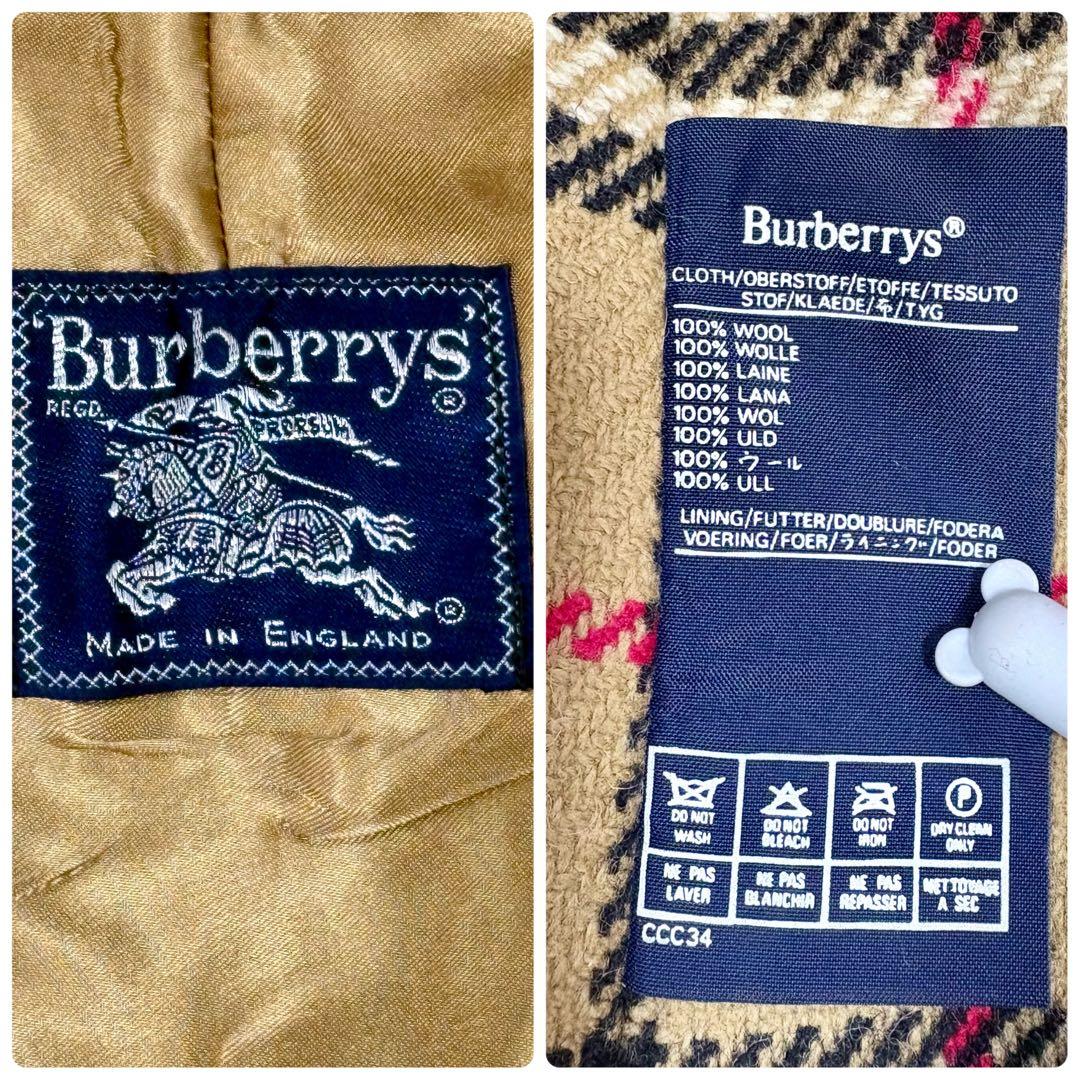 'Burberrys'®
REGD.
PRORSUM
®
MADE IN ENGLAND
Burberrys®
CLOTH/OBERSTOFF/ETOFFE/TESSUTO
STOF/KLAEDE/布/TYG
100% WOOL
100% WOLLE
100% LAINE
100% LANA
100% WOL
100% ULD
100% ウール
100% ULL
LINING/FUTTER/DOUBLURE/FODERA
VOERING/FOER/ライニング/FODER
DO NOT WASH
DO NOT BLEACH
DO NOT IRON
P
DRY CLEAN ONLY
NE PAS LAVER
NE PAS BLANCHIR
NE PAS REPASSER
NETTOYAGE A SEC
CCC34